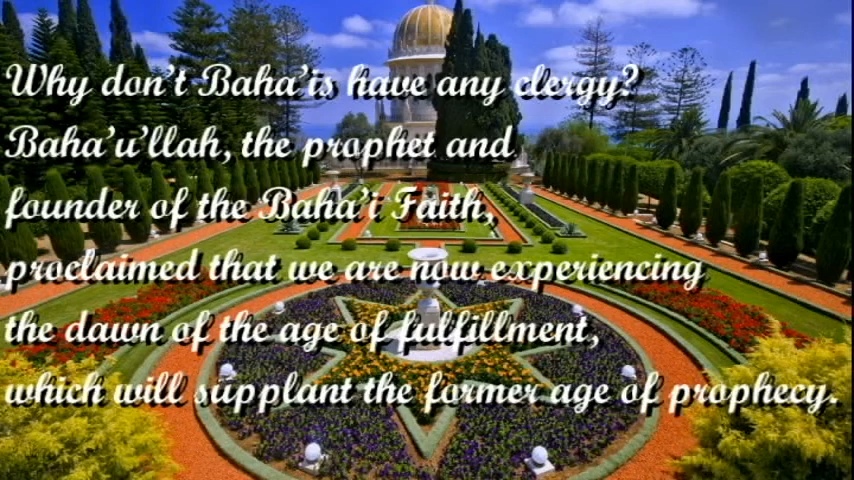 Why don't Baha'is have any clergy?
Baha'u'llah, the prophet and
founder of the Baha'i Faith,
proclaimed that we are now experiencing
the dawn of the age of fulfillment,
which will supplant the former age of prophecy.